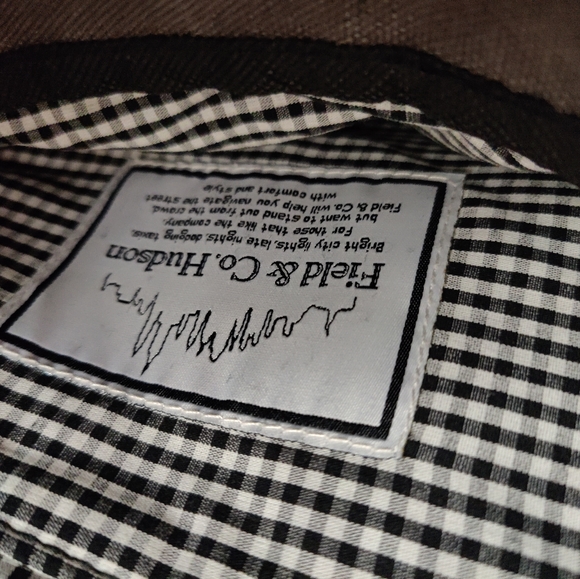 Field & Co. Hudson
Bright city lights, late nights, dodging taxis.
For those that like the company,
but want to stand out from the crowd.
Field & Co. will help you navigate the street
with comfort and style